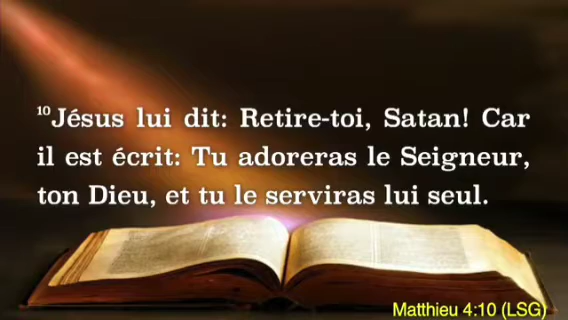 ¹⁰Jésus lui dit: Retire-toi, Satan! Car
il est écrit: Tu adoreras le Seigneur,
ton Dieu, et tu le serviras lui seul.
Matthieu 4:10 (LSG)